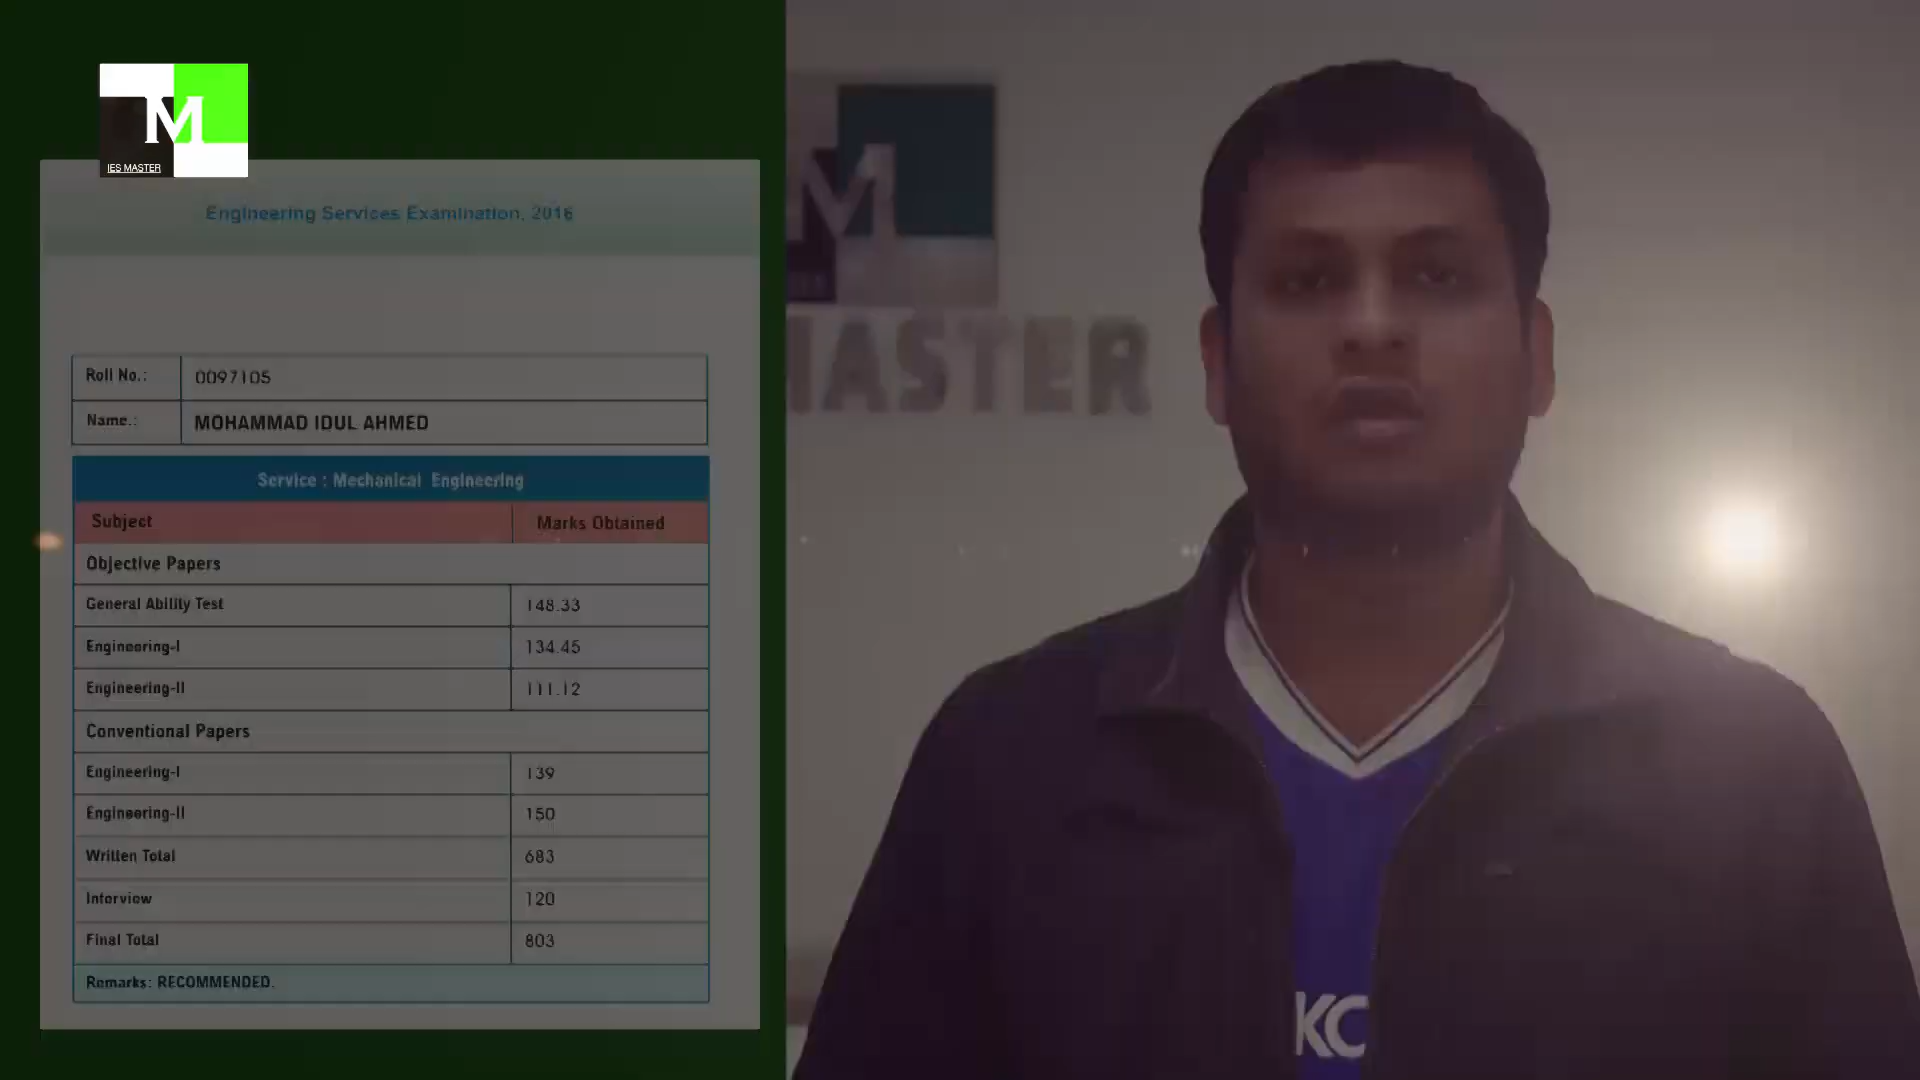 M
IES MASTER
Engineering Services Examination, 2016
Roll No.: 0097105
Name.: MOHAMMAD IDUL AHMED
Service : Mechanical Engineering
Subject Marks Obtained
Objective Papers
General Ability Test 148.33
Engineering-I 134.45
Engineering-II 111.12
Conventional Papers
Engineering-I 139
Engineering-II 150
Written Total 683
Interview 120
Final Total 803
Remarks: RECOMMENDED.
M
MASTER
KC